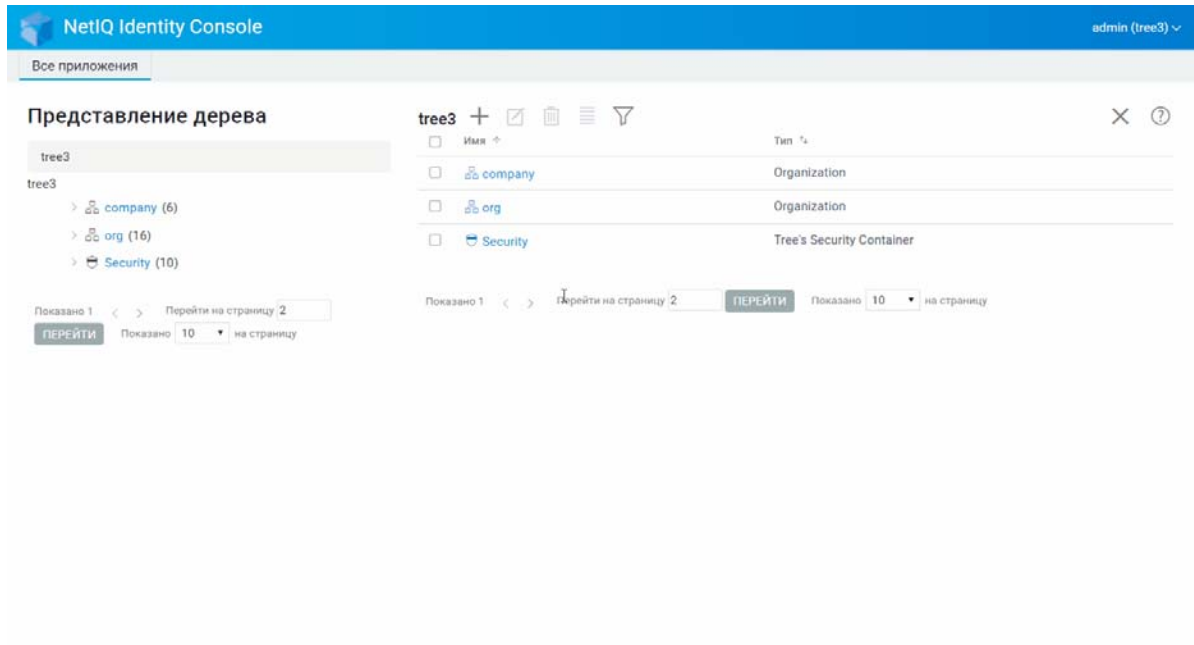 NetIQ Identity Console
admin (tree3)
Все приложения
Представление дерева
tree3
tree3
company (6)
org (16)
Security (10)
Показано 1 Перейти на страницу 2
ПЕРЕЙТИ Показано 10 на страницу
tree3
Имя Тип
company Organization
org Organization
Security Tree's Security Container
Показано 1 Перейти на страницу 2 ПЕРЕЙТИ Показано 10 на страницу